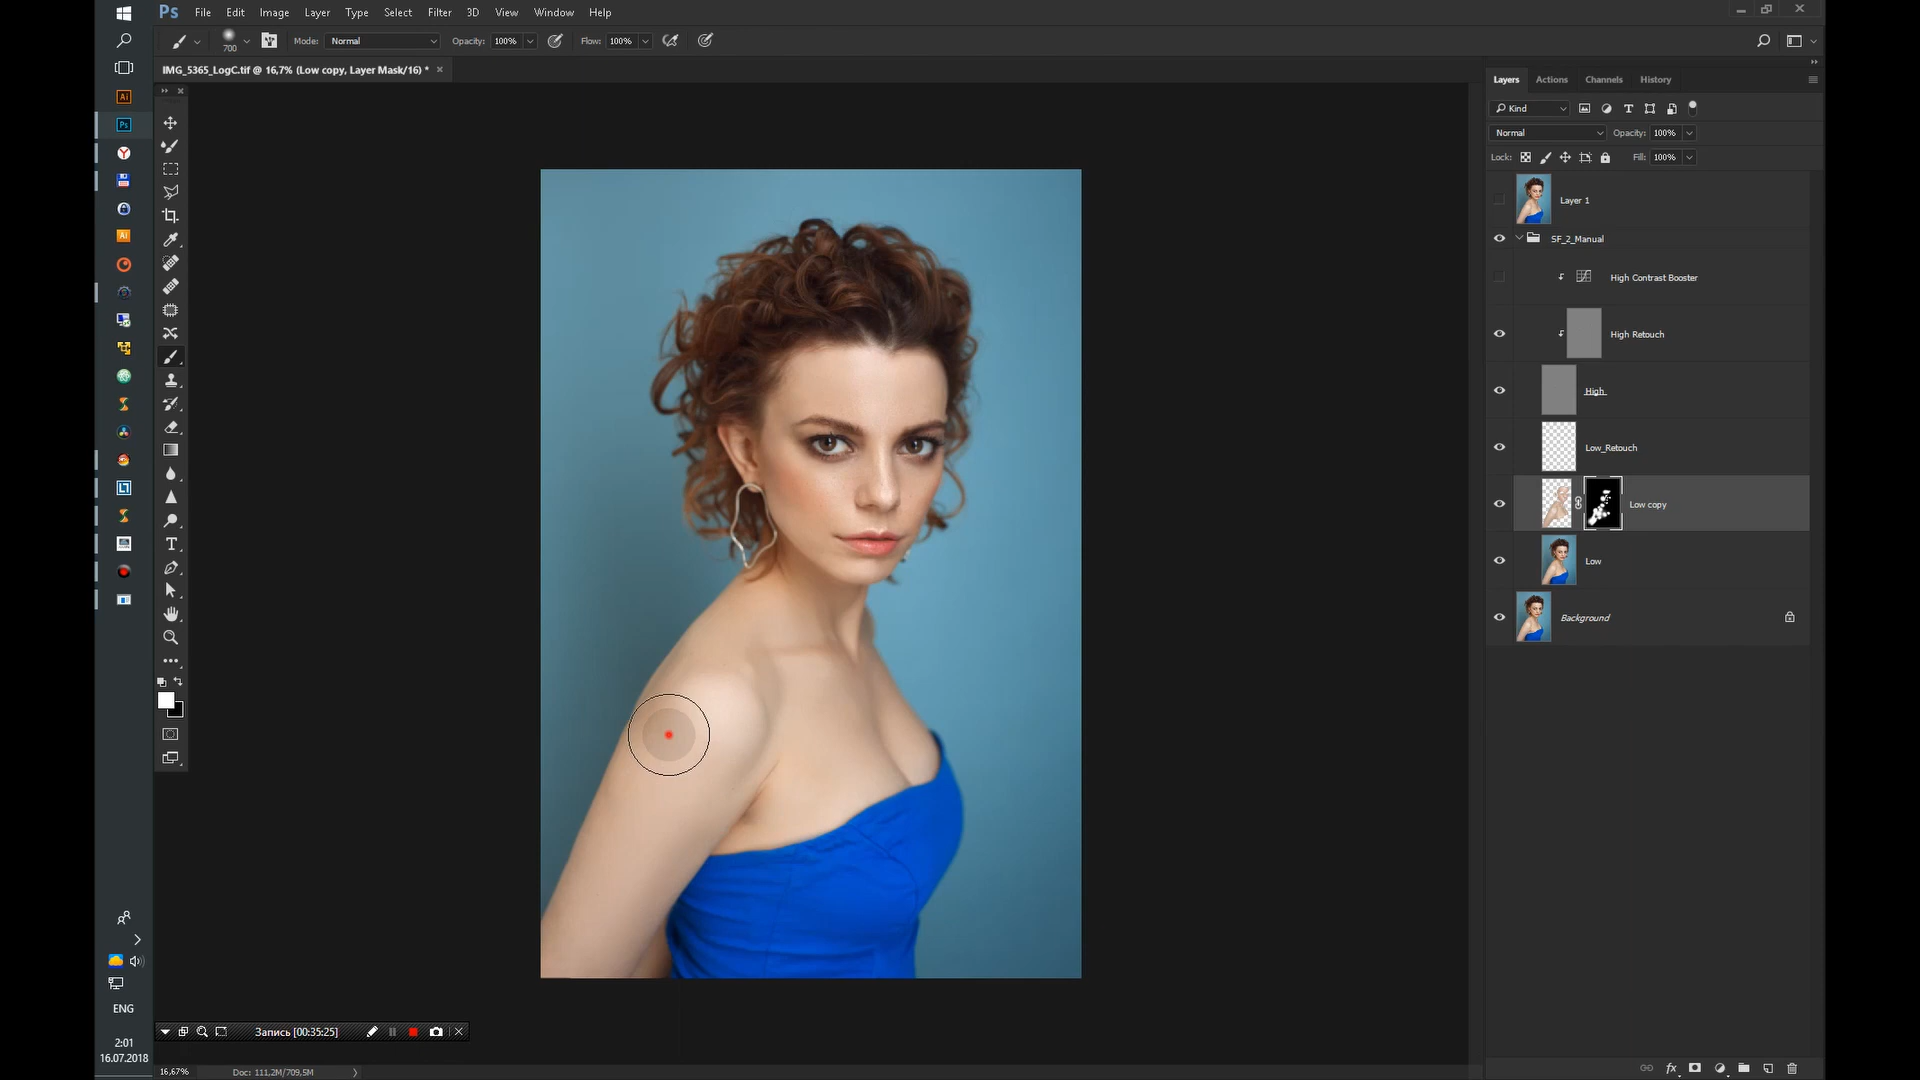 Ps File Edit Image Layer Type Select Filter 3D View Window Help
700 Mode: Normal Opacity: 100% Flow: 100%
IMG_5365_LogC.tif @ 16,7% (Low copy, Layer Mask/16) * ×
Layers Actions Channels History
Kind
Normal Opacity: 100%
Lock: Fill: 100%
Layer 1
SF_2_Manual
High Contrast Booster
High Retouch
High
Low_Retouch
Low copy
Low
Background
Ai
Ps
Ai
ENG
2:01
16.07.2018
Запись [00:35:25]
16,67% Doc: 111,2M/709,5M